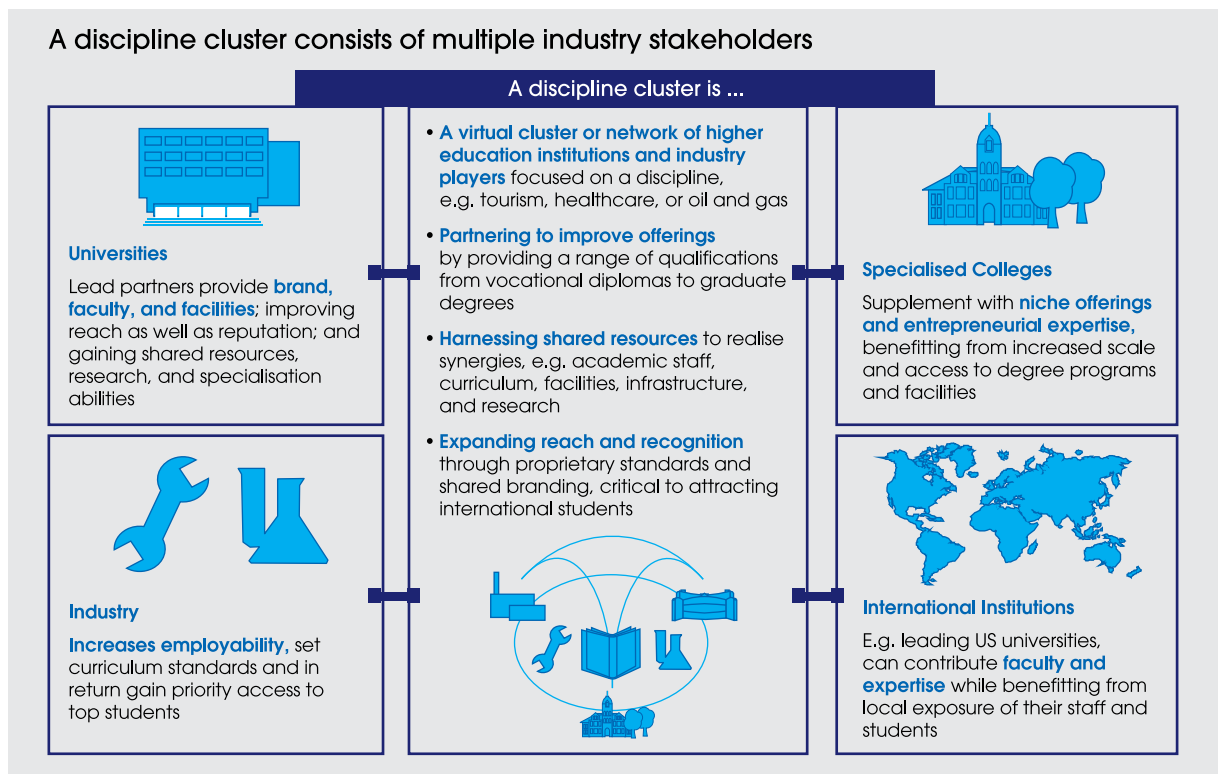 A discipline cluster consists of multiple industry stakeholders
A discipline cluster is ...
Universities
Lead partners provide brand,
faculty, and facilities; improving
reach as well as reputation; and
gaining shared resources,
research, and specialisation
abilities
Industry
Increases employability, set
curriculum standards and in
return gain priority access to
top students
• A virtual cluster or network of higher
education institutions and industry
players focused on a discipline,
e.g. tourism, healthcare, or oil and gas
• Partnering to improve offerings
by providing a range of qualifications
from vocational diplomas to graduate
degrees
• Harnessing shared resources to realise
synergies, e.g. academic staff,
curriculum, facilities, infrastructure,
and research
• Expanding reach and recognition
through proprietary standards and
shared branding, critical to attracting
international students
Specialised Colleges
Supplement with niche offerings
and entrepreneurial expertise,
benefitting from increased scale
and access to degree programs
and facilities
International Institutions
E.g. leading US universities,
can contribute faculty and
expertise while benefitting from
local exposure of their staff and
students